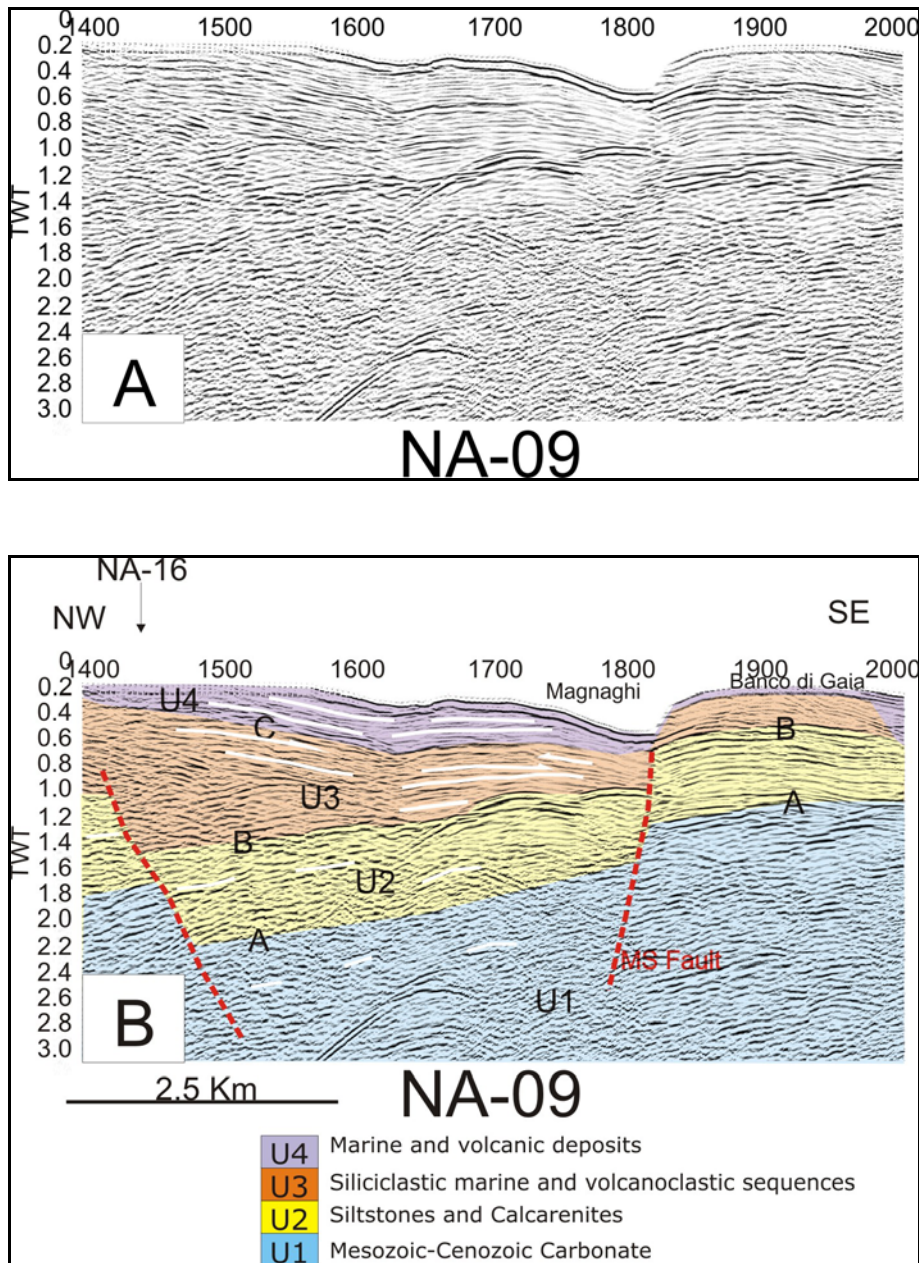 1400 1500 1600 1700 1800 1900 2000
0.2
0.4
0.6
0.8
1.0
1.2
1.4
1.6
1.8
2.0
2.2
2.4
2.6
2.8
3.0
TWT
A
NA-09
NA-16
NW SE
0
1400 1500 1600 1700 1800 1900 2000
Magnaghi Banco di Gaia
0.2
0.4
0.6
0.8
1.0
1.2
1.4
1.6
1.8
2.0
2.2
2.4
2.6
2.8
3.0
TWT
U4
C
B
U3
A
B
U2
A
MS Fault
U1
B
2.5 Km
NA-09
U4 Marine and volcanic deposits
U3 Siliciclastic marine and volcanoclastic sequences
U2 Siltstones and Calcarenites
U1 Mesozoic-Cenozoic Carbonate